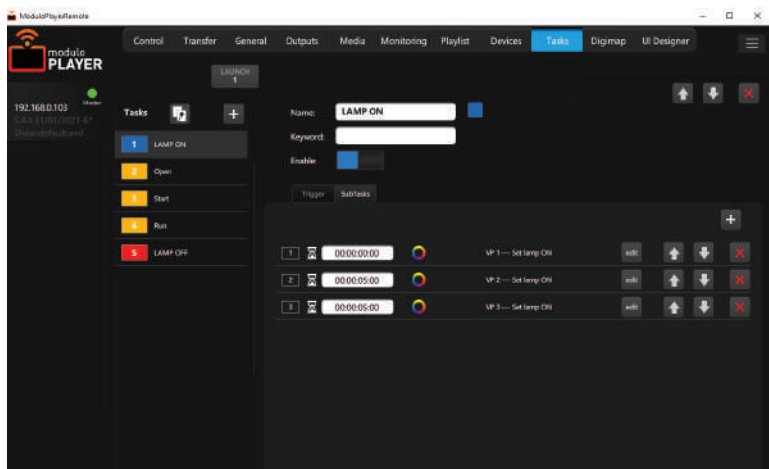 ModuloPlayerRemote
modulo
PLAYER
Control Transfer General Outputs Media Monitoring Playlist Devices Tasks Digimap UI Designer
LAUNCH
1
192.168.0.103 Master
Tasks
1 LAMP ON
2 Open
3 Start
4 Run
5 LAMP OFF
Name: LAMP ON
Keyword:
Enable
Trigger SubTasks
1 00:00:00:00 VP 1 --- Set lamp ON edit
2 00:00:05:00 VP 2 --- Set lamp ON edit
3 00:00:05:00 VP 3 --- Set lamp ON edit